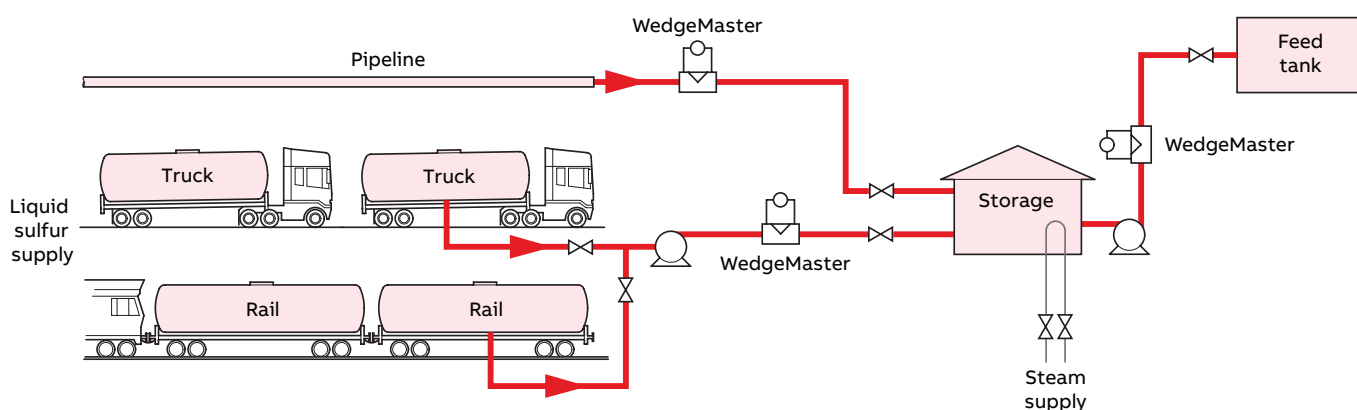 WedgeMaster
Pipeline
Feed
tank
WedgeMaster
Truck
Truck
Storage
Liquid
sulfur
supply
WedgeMaster
Rail
Rail
Steam
supply